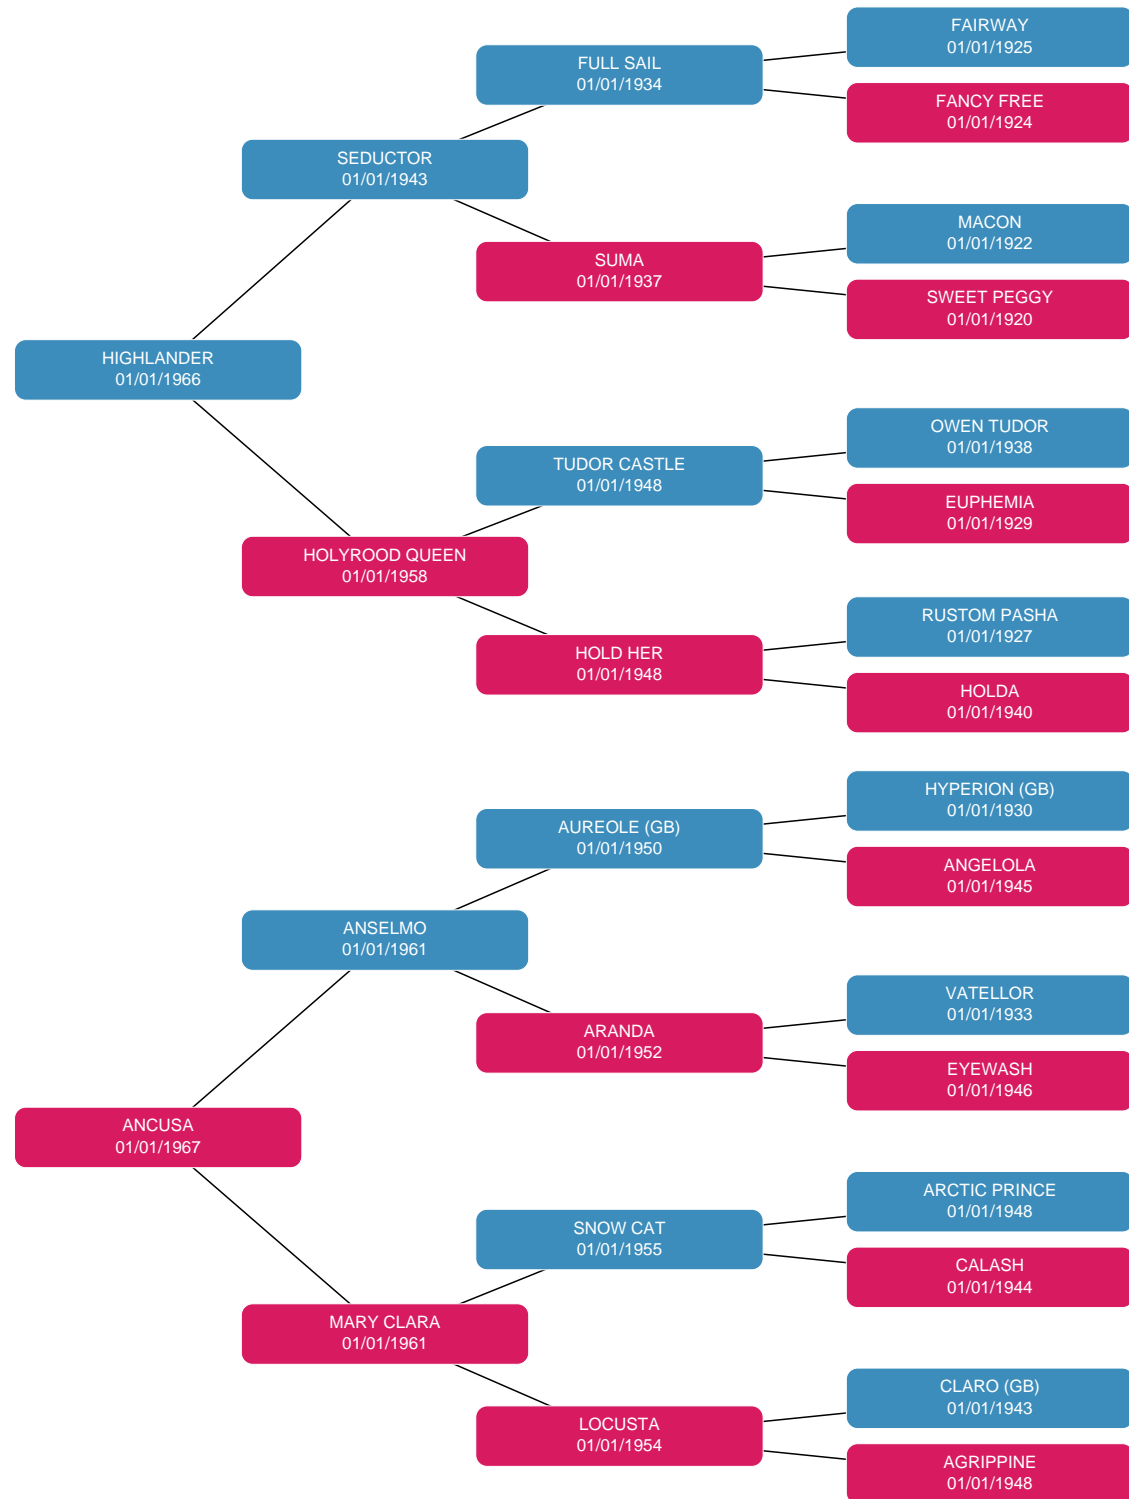 FAIRWAY
01/01/1925
FULL SAIL
01/01/1934
FANCY FREE
01/01/1924
SEDUCTOR
01/01/1943
MACON
01/01/1922
SUMA
01/01/1937
SWEET PEGGY
01/01/1920
HIGHLANDER
01/01/1966
OWEN TUDOR
01/01/1938
TUDOR CASTLE
01/01/1948
EUPHEMIA
01/01/1929
HOLYROOD QUEEN
01/01/1958
RUSTOM PASHA
01/01/1927
HOLD HER
01/01/1948
HOLDA
01/01/1940
HYPERION (GB)
01/01/1930
AUREOLE (GB)
01/01/1950
ANGELOLA
01/01/1945
ANSELMO
01/01/1961
VATELLOR
01/01/1933
ARANDA
01/01/1952
EYEWASH
01/01/1946
ANCUSA
01/01/1967
ARCTIC PRINCE
01/01/1948
SNOW CAT
01/01/1955
CALASH
01/01/1944
MARY CLARA
01/01/1961
CLARO (GB)
01/01/1943
LOCUSTA
01/01/1954
AGRIPPINE
01/01/1948